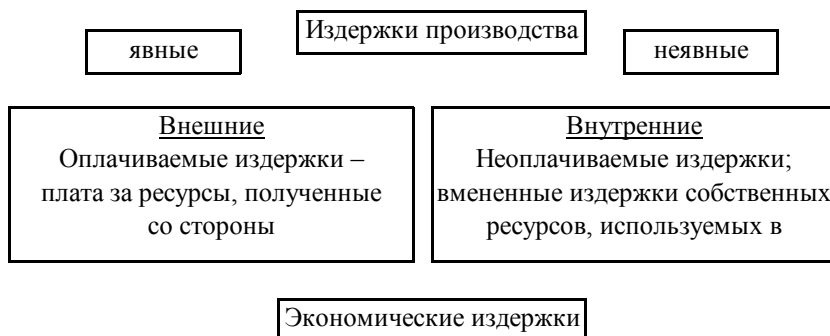 Издержки производства
явные
неявные
Внешние
Оплачиваемые издержки –
плата за ресурсы, полученные
со стороны
Внутренние
Неоплачиваемые издержки;
вмененные издержки собственных
ресурсов, используемых в
Экономические издержки